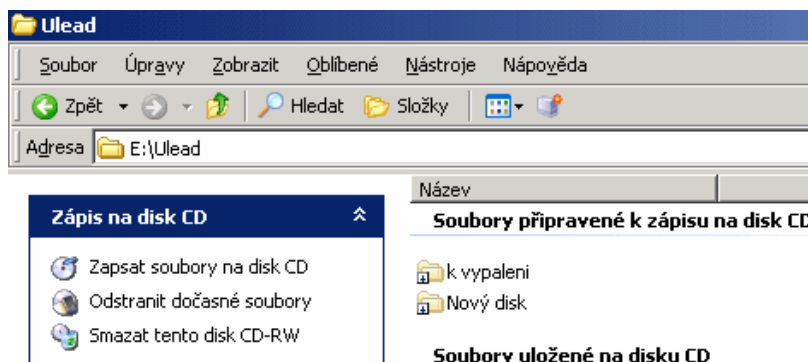 Ulead
Soubor Úpravy Zobrazit Oblíbené Nástroje Nápověda
Zpět Hledat Složky
Adresa E:\Ulead
Název
Zápis na disk CD
Soubory připravené k zápisu na disk CD
Zapsat soubory na disk CD
k vypaleni
Odstranit dočasné soubory
Nový disk
Smazat tento disk CD-RW
Soubory uložené na disku CD